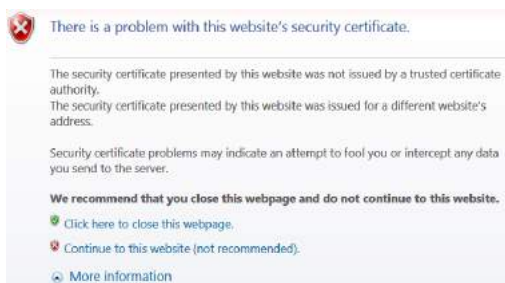 There is a problem with this website's security certificate.
The security certificate presented by this website was not issued by a trusted certificate
authority.
The security certificate presented by this website was issued for a different website's
address.
Security certificate problems may indicate an attempt to fool you or intercept any data
you send to the server.
We recommend that you close this webpage and do not continue to this website.
Click here to close this webpage.
Continue to this website (not recommended).
More information